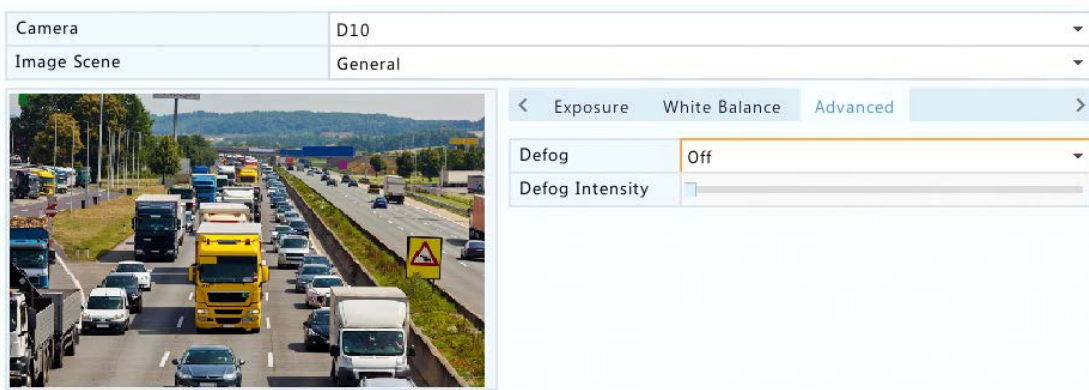 Camera D10
Image Scene General
Exposure White Balance Advanced
Defog Off
Defog Intensity